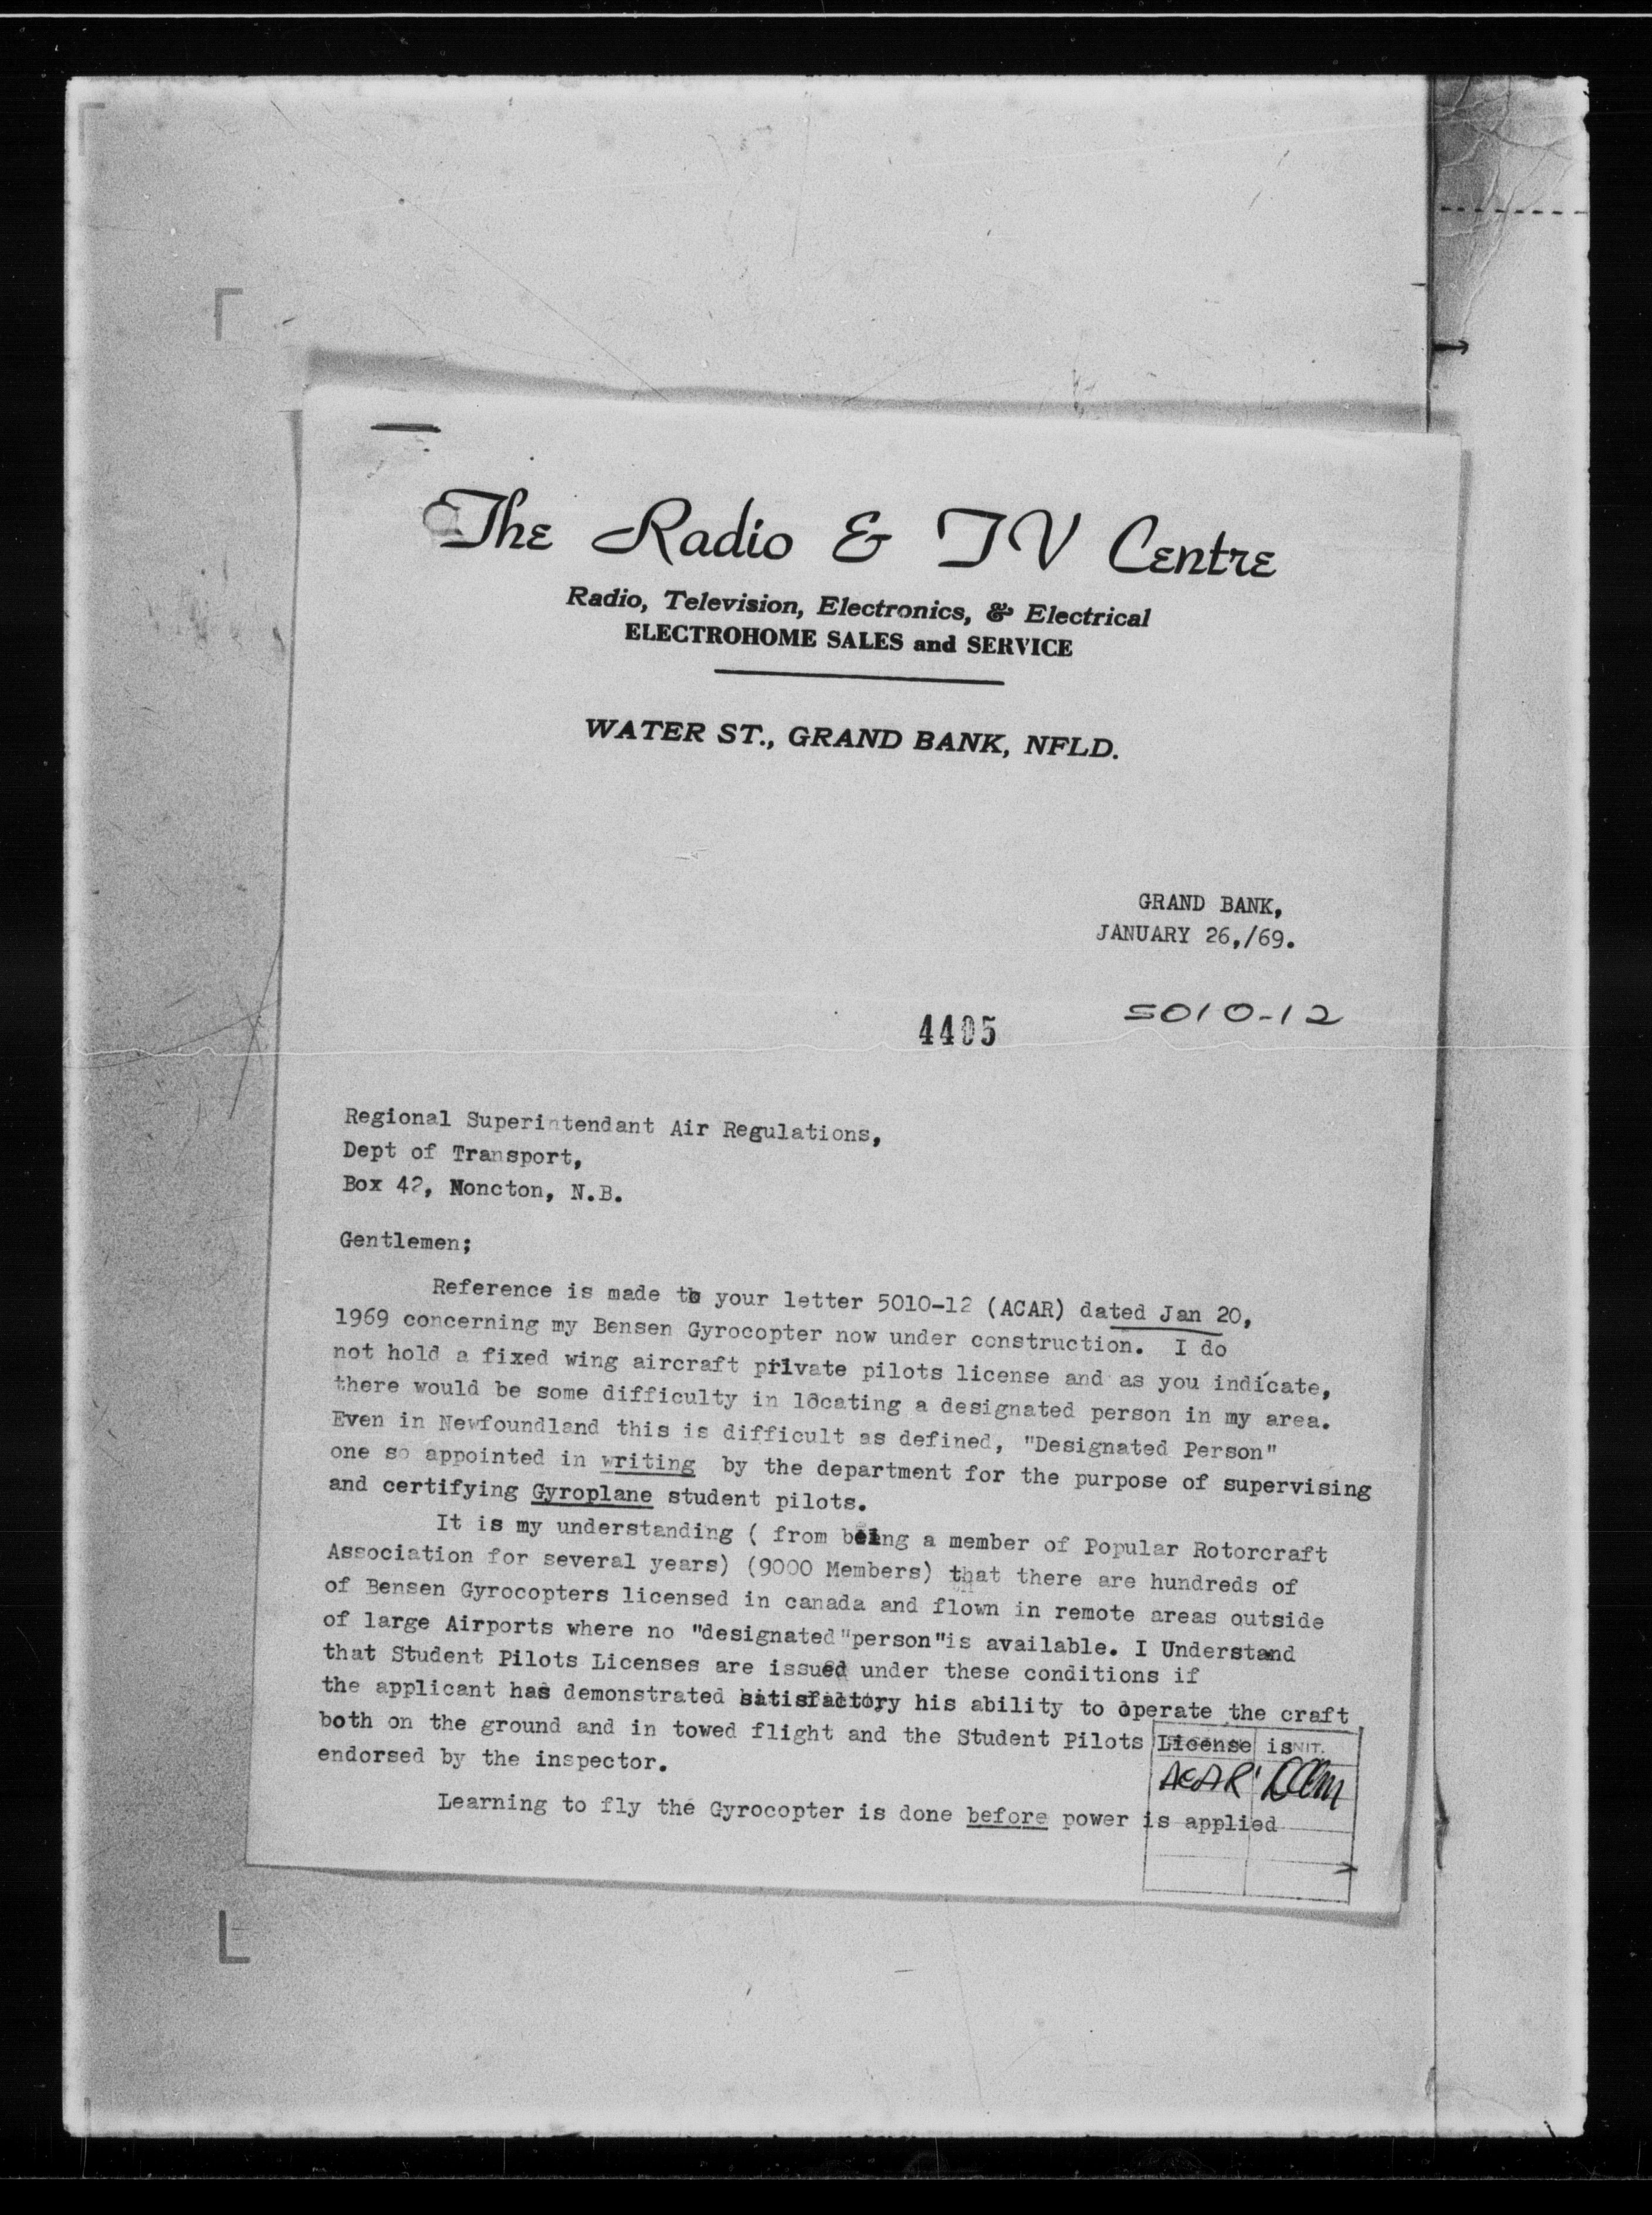 The Radio & TV Centre
Radio, Television, Electronics, & Electrical
ELECTROHOME SALES and SERVICE
WATER ST., GRAND BANK, NFLD.
GRAND BANK,
JANUARY 26,/69.
5010-12
4405
Regional Superintendant Air Regulations,
Dept of Transport,
Box 42, Moncton, N.B.
Gentlemen;
Reference is made to your letter 5010-12 (ACAR) dated Jan 20,
1969 concerning my Bensen Gyrocopter now under construction. I do
not hold a fixed wing aircraft private pilots license and as you indicate,
there would be some difficulty in locating a designated person in my area.
Even in Newfoundland this is difficult as defined, "Designated Person"
one so appointed in writing by the department for the purpose of supervising
and certifying Gyroplane student pilots.
It is my understanding ( from being a member of Popular Rotorcraft
Association for several years) (9000 Members) that there are hundreds of
of Bensen Gyrocopters licensed in canada and flown in remote areas outside
of large Airports where no "designated "person"is available. I Understand
that Student Pilots Licenses are issued under these conditions if
the applicant has demonstrated satisfactory his ability to operate the craft
both on the ground and in towed flight and the Student Pilots License is
endorsed by the inspector.
INIT.
ACAR
Learning to fly the Gyrocopter is done before power is applied